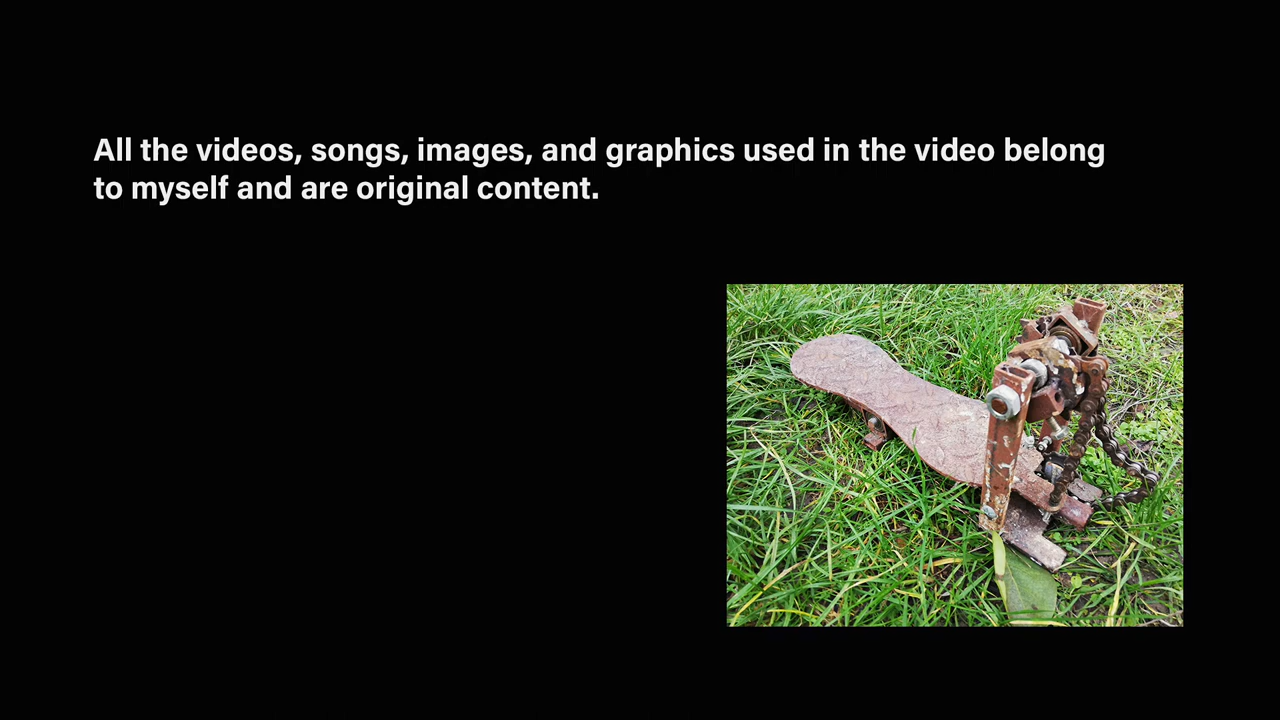 All the videos, songs, images, and graphics used in the video belong
to myself and are original content.